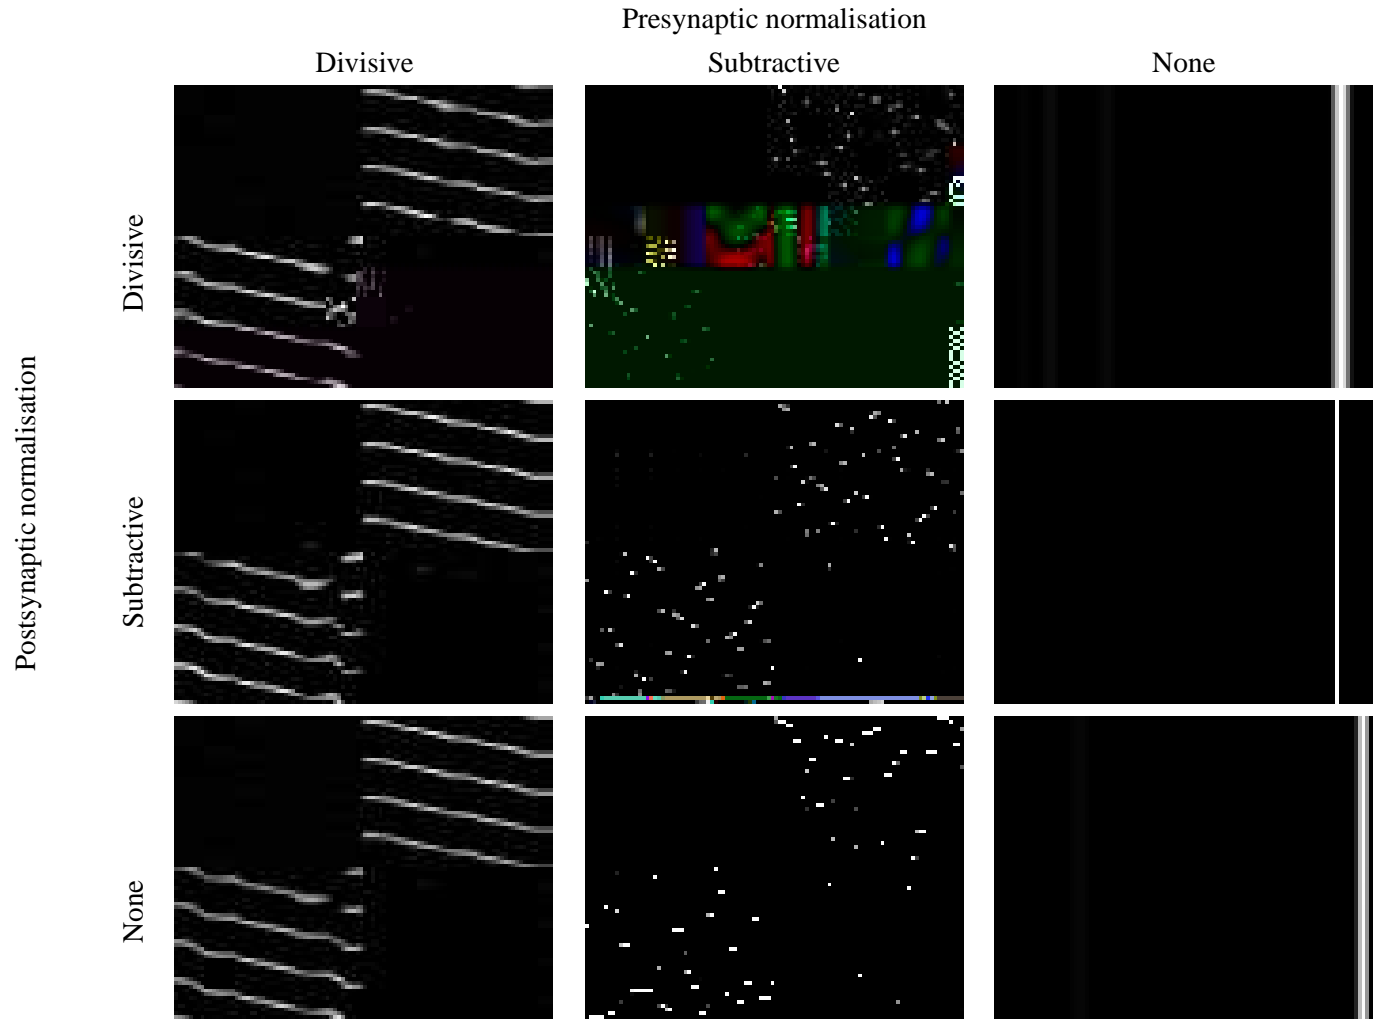 Presynaptic normalisation
Divisive
Subtractive
None
Postsynaptic normalisation
Divisive
Subtractive
None